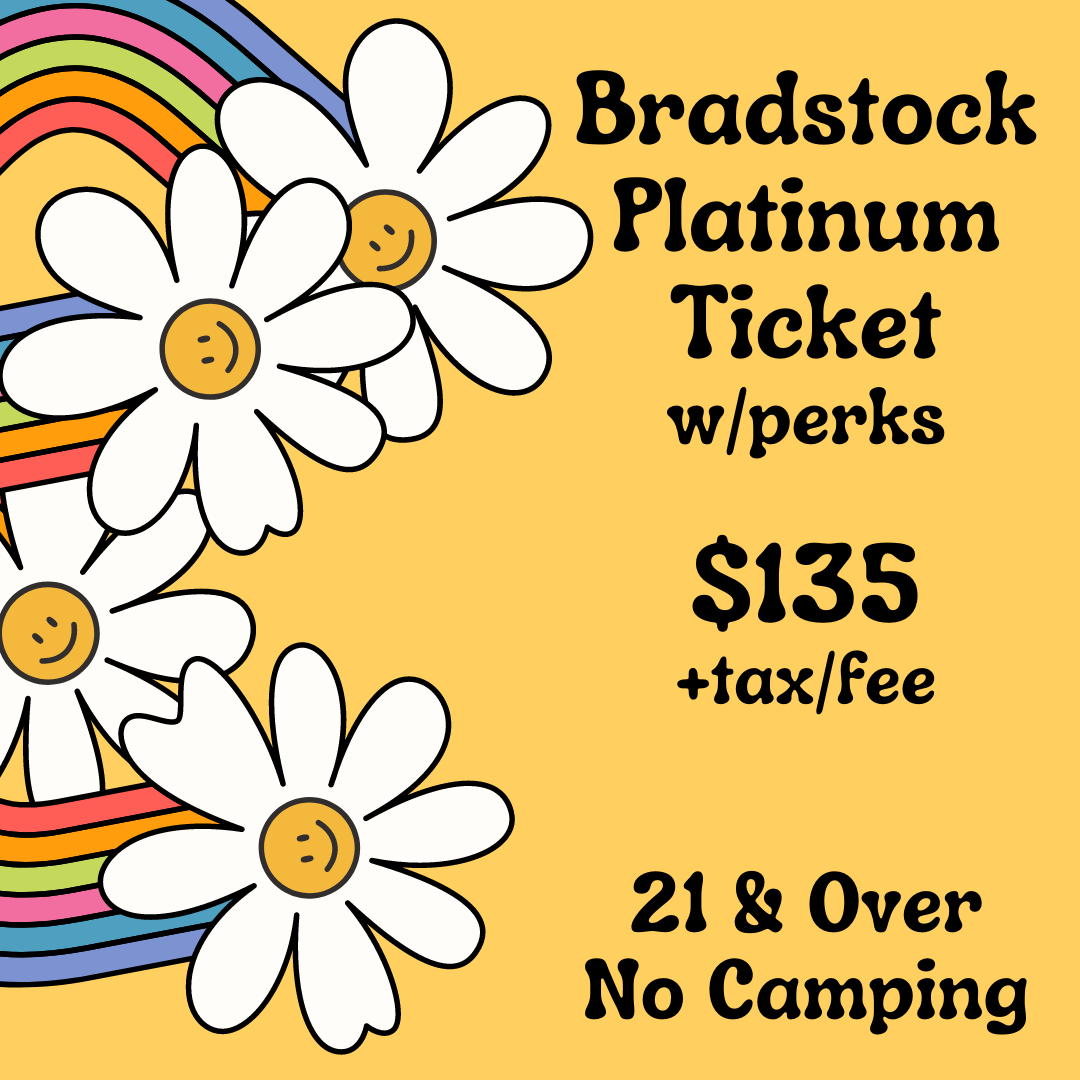 Bradstock
Platinum
Ticket
w/perks
$135
+tax/fee
21 & Over
No Camping